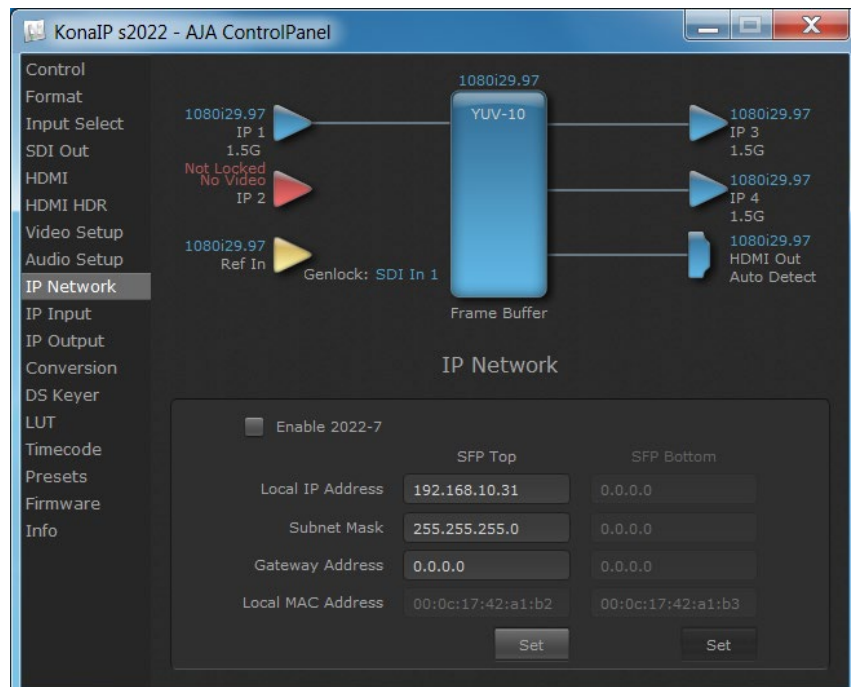 KonaIP s2022 - AJA ControlPanel
Control
Format
Input Select
SDI Out
HDMI
HDMI HDR
Video Setup
Audio Setup
IP Network
IP Input
IP Output
Conversion
DS Keyer
LUT
Timecode
Presets
Firmware
Info
1080i29.97
YUV-10
1080i29.97
IP 1
1.5G
Not Locked
No Video
IP 2
1080i29.97
Ref In
Genlock: SDI In 1
Frame Buffer
1080i29.97
IP 3
1.5G
1080i29.97
IP 4
1.5G
1080i29.97
HDMI Out
Auto Detect
IP Network
Enable 2022-7
SFP Top SFP Bottom
Local IP Address 192.168.10.31 0.0.0.0
Subnet Mask 255.255.255.0 0.0.0.0
Gateway Address 0.0.0.0 0.0.0.0
Local MAC Address 00:0c:17:42:a1:b2 00:0c:17:42:a1:b3
Set Set